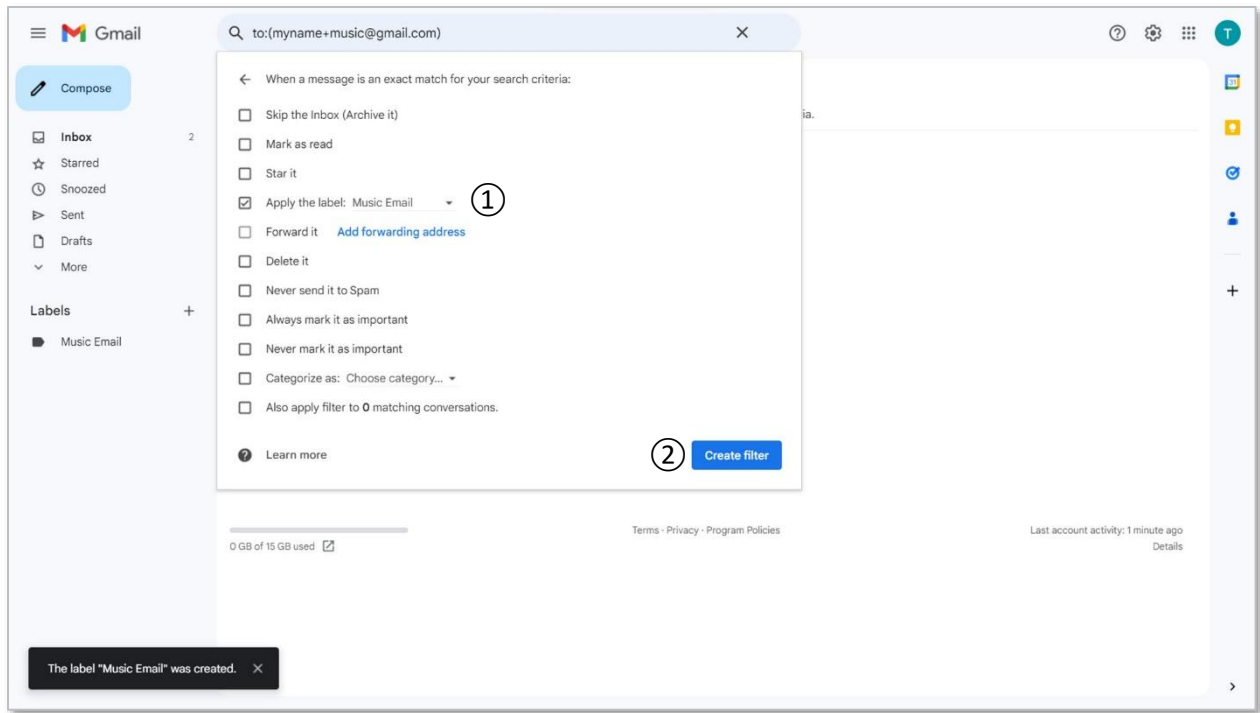 Gmail
to:(myname+music@gmail.com)
T
Compose
Inbox 2
Starred
Snoozed
Sent
Drafts
More
Labels
Music Email
When a message is an exact match for your search criteria:
Skip the Inbox (Archive it)
ia.
Mark as read
Star it
Apply the label: Music Email ①
Forward it Add forwarding address
Delete it
Never send it to Spam
Always mark it as important
Never mark it as important
Categorize as: Choose category...
Also apply filter to 0 matching conversations.
Learn more ② Create filter
31
0 GB of 15 GB used
Terms · Privacy · Program Policies
Last account activity: 1 minute ago
Details
The label "Music Email" was created.